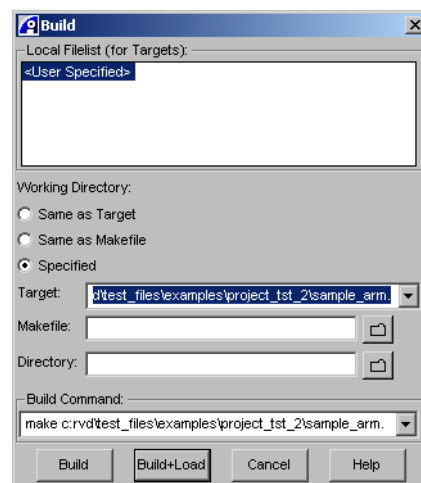 Build
Local Filelist (for Targets):
<User Specified>
Working Directory:
Same as Target
Same as Makefile
Specified
Target: d\test_files\examples\project_tst_2\sample_arm.
Makefile:
Directory:
Build Command:
make c:rvd\test_files\examples\project_tst_2\sample_arm.
Build Build+Load Cancel Help